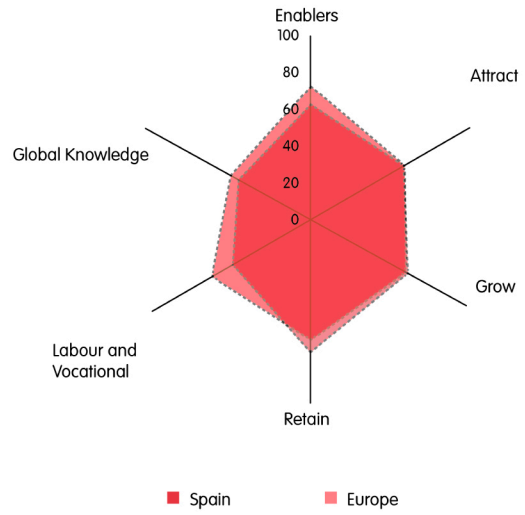 Enablers
100
80
Attract
60
40
Global Knowledge
20
0
Grow
Labour and
Vocational
Retain
Spain
Europe